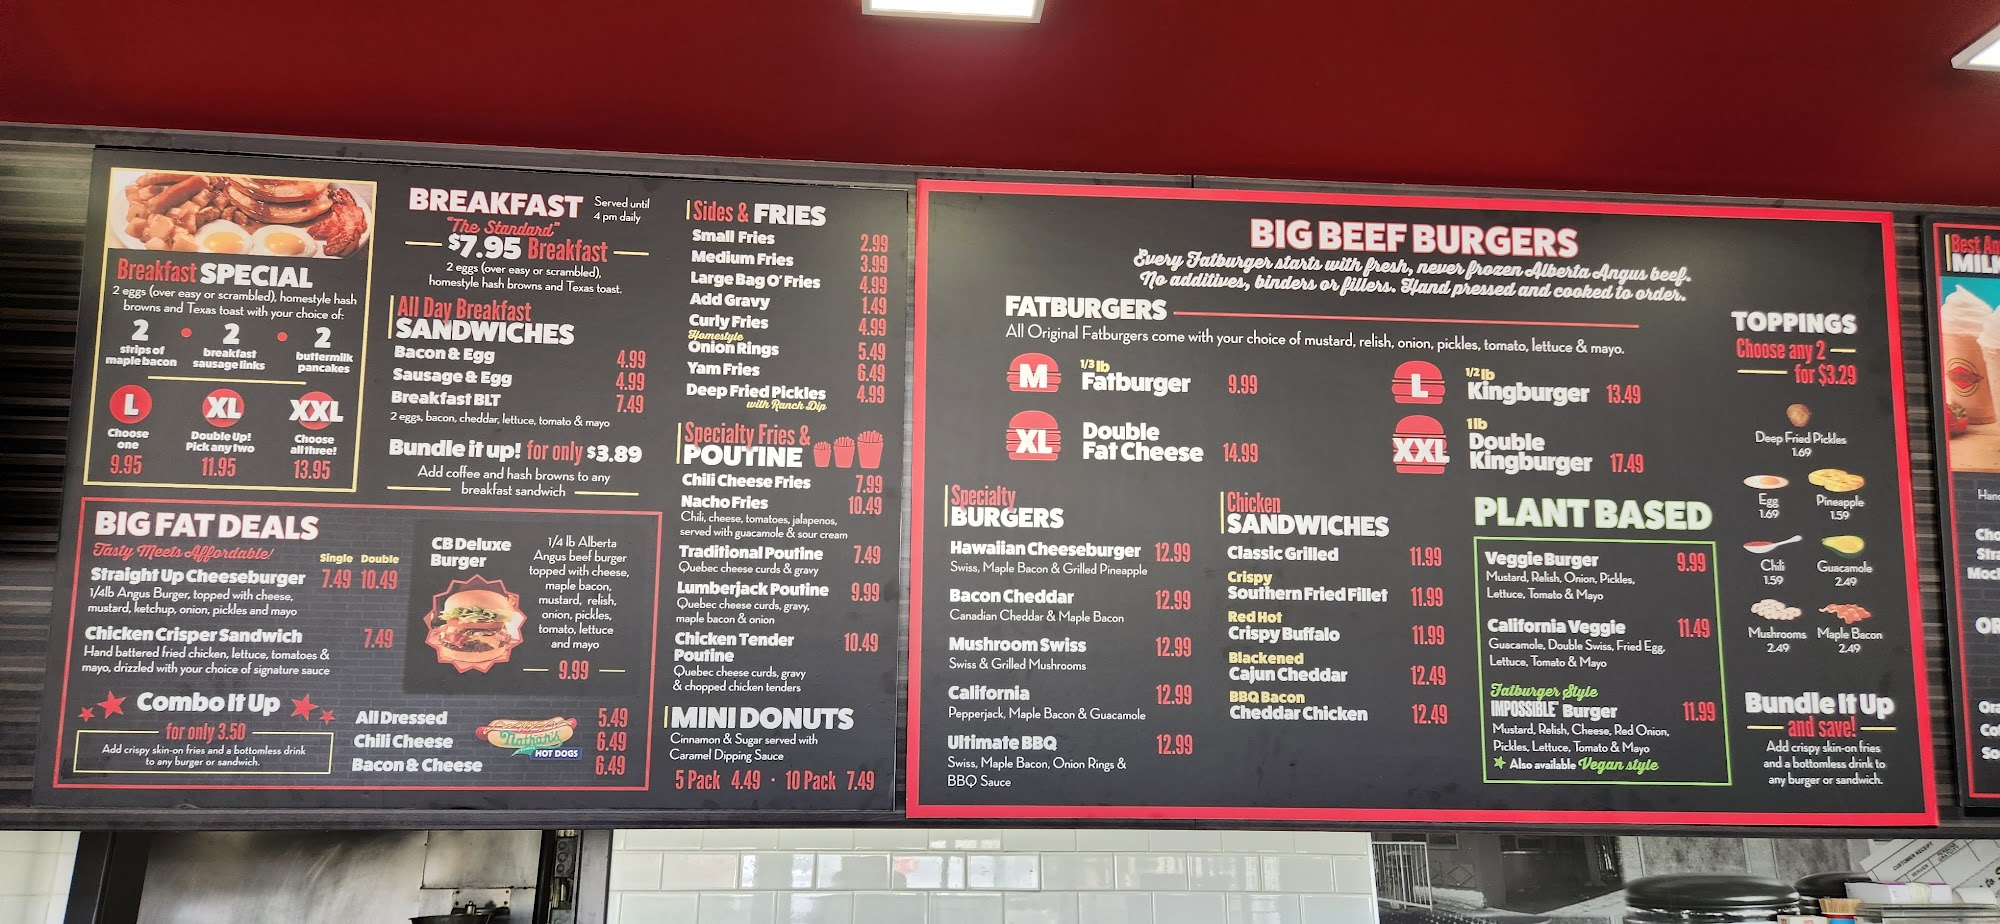 Breakfast SPECIAL
2 eggs (over easy or scrambled), homestyle hash
browns and Texas toast with your choice of:
2 • 2 • 2
strips of maple bacon
breakfast sausage links
buttermilk pancakes
L XL XXL
Choose one
9.95
Double Up! Pick any two
11.95
Choose all three!
13.95
BREAKFAST
Served until
4 pm daily
"The Standard"
$7.95 Breakfast
2 eggs (over easy or scrambled),
homestyle hash browns and Texas toast.
All Day Breakfast
SANDWICHES
Bacon & Egg 4.99
Sausage & Egg 4.99
Breakfast BLT 7.49
2 eggs, bacon, cheddar, lettuce, tomato & mayo
Bundle it up! for only $3.89
Add coffee and hash browns to any
breakfast sandwich
BIG FAT DEALS
Tasty Meets Affordable!
Single Double
Straight Up Cheeseburger 7.49 10.49
1/4lb Angus Burger, topped with cheese,
mustard, ketchup, onion, pickles and mayo
Chicken Crisper Sandwich 7.49
Hand battered fried chicken, lettuce, tomatoes &
mayo, drizzled with your choice of signature sauce
Combo It Up
for only 3.50
Add crispy skin-on fries and a bottomless drink
to any burger or sandwich.
CB Deluxe
Burger
1/4 lb Alberta
Angus beef burger
topped with cheese,
maple bacon,
mustard, relish,
onion, pickles,
tomato, lettuce
and mayo
9.99
All Dressed 5.49
Chili Cheese 6.49
Bacon & Cheese 6.49
Nathan's
HOT DOGS
Sides & FRIES
Small Fries 2.99
Medium Fries 3.99
Large Bag O' Fries 4.99
Add Gravy 1.49
Curly Fries 4.99
Homestyle
Onion Rings 5.49
Yam Fries 6.49
Deep Fried Pickles 4.99
with Ranch Dip
Specialty Fries &
POUTINE
Chili Cheese Fries 7.99
Nacho Fries 10.49
Chili, cheese, tomatoes, jalapenos,
served with guacamole & sour cream
Traditional Poutine 7.49
Quebec cheese curds & gravy
Lumberjack Poutine 9.99
Quebec cheese curds, gravy,
maple bacon & onion
Chicken Tender
Poutine 10.49
Quebec cheese curds, gravy
& chopped chicken tenders
MINI DONUTS
Cinnamon & Sugar served with
Caramel Dipping Sauce
5 Pack 4.49 • 10 Pack 7.49
BIG BEEF BURGERS
Every Fatburger starts with fresh, never frozen Alberta Angus beef.
No additives, binders or fillers. Hand pressed and cooked to order.
FATBURGERS
All Original Fatburgers come with your choice of mustard, relish, onion, pickles, tomato, lettuce & mayo.
M 1/3 lb
Fatburger 9.99
L 1/2 lb
Kingburger 13.49
XL Double
Fat Cheese 14.99
XXL 1 lb
Double
Kingburger 17.49
Specialty
BURGERS
Hawaiian Cheeseburger 12.99
Swiss, Maple Bacon & Grilled Pineapple
Bacon Cheddar 12.99
Canadian Cheddar & Maple Bacon
Mushroom Swiss 12.99
Swiss & Grilled Mushrooms
California 12.99
Pepperjack, Maple Bacon & Guacamole
Ultimate BBQ 12.99
Swiss, Maple Bacon, Onion Rings &
BBQ Sauce
Chicken
SANDWICHES
Classic Grilled 11.99
Crispy
Southern Fried Fillet 11.99
Red Hot
Crispy Buffalo 11.99
Blackened
Cajun Cheddar 12.49
BBQ Bacon
Cheddar Chicken 12.49
PLANT BASED
Veggie Burger 9.99
Mustard, Relish, Onion, Pickles,
Lettuce, Tomato & Mayo
California Veggie 11.49
Guacamole, Double Swiss, Fried Egg,
Lettuce, Tomato & Mayo
Fatburger Style
IMPOSSIBLE Burger 11.99
Mustard, Relish, Cheese, Red Onion,
Pickles, Lettuce, Tomato & Mayo
Also available Vegan style
TOPPINGS
Choose any 2
for $3.29
Deep Fried Pickles
1.69
Egg
1.69
Pineapple
1.59
Chili
1.59
Guacamole
2.49
Mushrooms
2.49
Maple Bacon
2.49
Bundle It Up
and save!
Add crispy skin-on fries
and a bottomless drink to
any burger or sandwich.
Best Am
MILK
Han
Cho
Stra
Moc
OR
Ora
Co
So